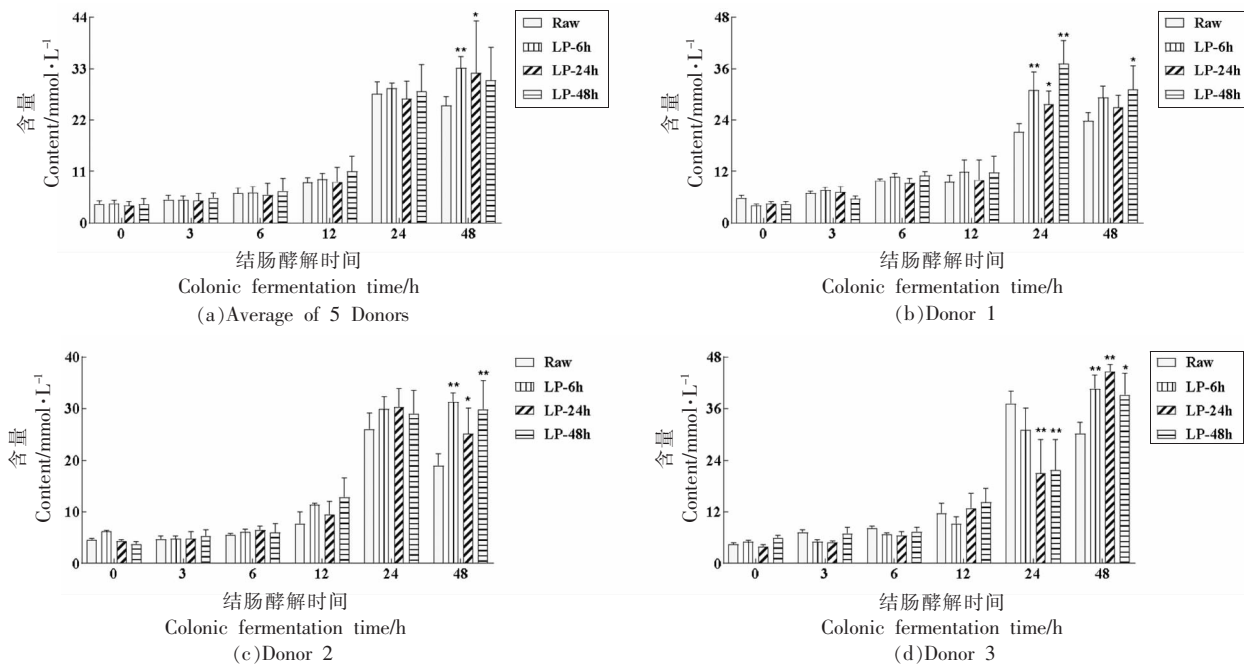 44
33
22
11
0
含量
Content/mmol·L⁻¹
**
*
Raw
LP-6h
LP-24h
LP-48h
0 3 6 12 24 48
结肠酵解时间
Colonic fermentation time/h
(a)Average of 5 Donors
48
36
24
12
0
含量
Content/mmol·L⁻¹
** * **
*
Raw
LP-6h
LP-24h
LP-48h
0 3 6 12 24 48
结肠酵解时间
Colonic fermentation time/h
(b)Donor 1
40
30
20
10
0
含量
Content/mmol·L⁻¹
** * **
Raw
LP-6h
LP-24h
LP-48h
0 3 6 12 24 48
结肠酵解时间
Colonic fermentation time/h
(c)Donor 2
48
36
24
12
0
含量
Content/mmol·L⁻¹
** **
** ** *
Raw
LP-6h
LP-24h
LP-48h
0 3 6 12 24 48
结肠酵解时间
Colonic fermentation time/h
(d)Donor 3